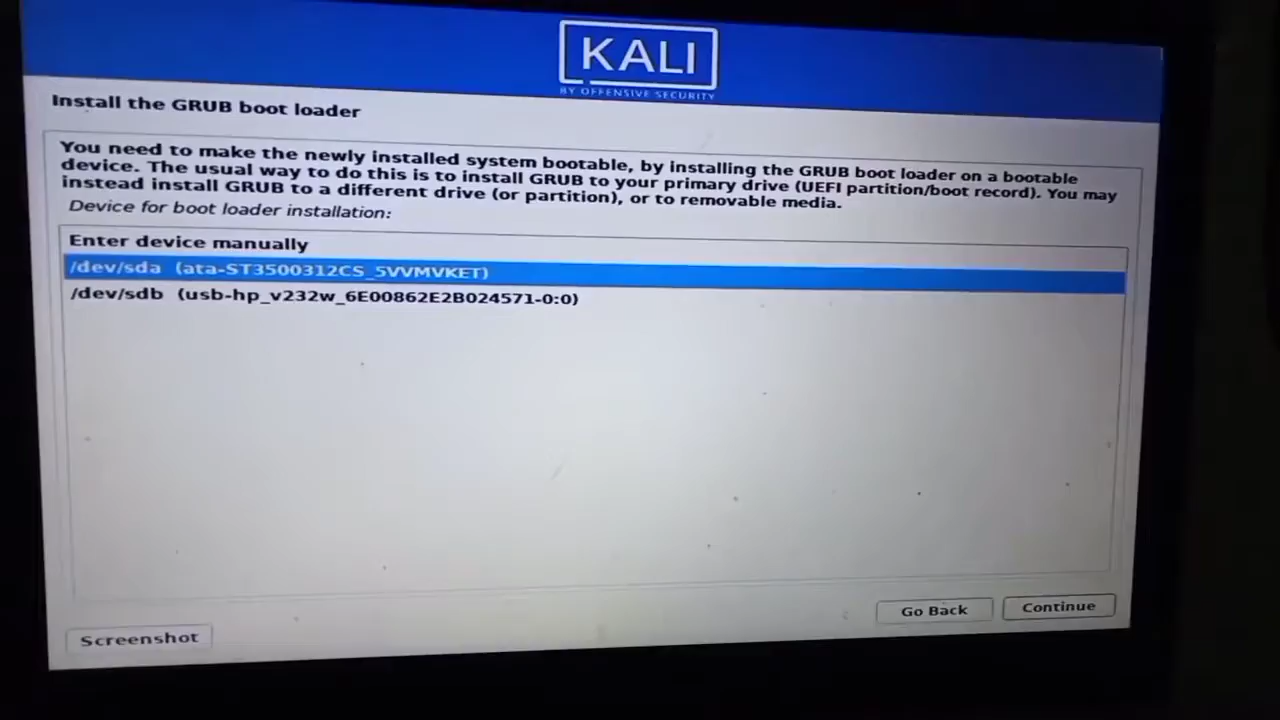 KALI
BY OFFENSIVE SECURITY
Install the GRUB boot loader
You need to make the newly installed system bootable, by installing the GRUB boot loader on a bootable
device. The usual way to do this is to install GRUB to your primary drive (UEFI partition/boot record). You may
instead install GRUB to a different drive (or partition), or to removable media.
Device for boot loader installation:
Enter device manually
/dev/sda (ata-ST3500312CS_5VVMVKET)
/dev/sdb (usb-hp_v232w_6E00862E2B024571-0:0)
Go Back
Continue
Screenshot